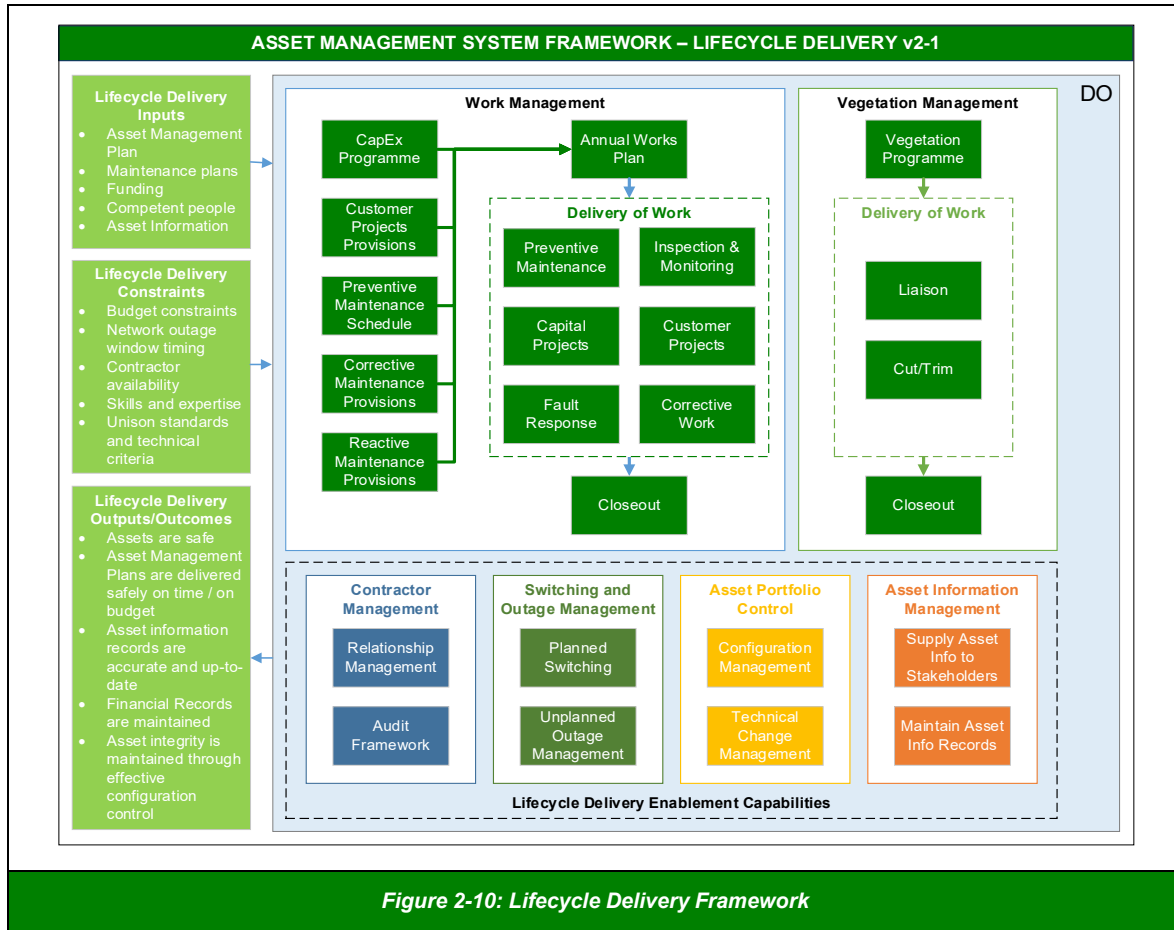 ASSET MANAGEMENT SYSTEM FRAMEWORK – LIFECYCLE DELIVERY v2-1
Lifecycle Delivery
Inputs
• Asset Management
Plan
• Maintenance plans
• Funding
• Competent people
• Asset Information
Lifecycle Delivery
Constraints
• Budget constraints
• Network outage
window timing
• Contractor
availability
• Skills and expertise
• Unison standards
and technical
criteria
Lifecycle Delivery
Outputs/Outcomes
• Assets are safe
• Asset Management
Plans are delivered
safely on time / on
budget
• Asset information
records are
accurate and up-to-
date
• Financial Records
are maintained
• Asset integrity is
maintained through
effective
configuration
control
DO
Work Management
CapEx
Programme
Customer
Projects
Provisions
Preventive
Maintenance
Schedule
Corrective
Maintenance
Provisions
Reactive
Maintenance
Provisions
Annual Works
Plan
Delivery of Work
Preventive
Maintenance
Inspection &
Monitoring
Capital
Projects
Customer
Projects
Fault
Response
Corrective
Work
Closeout
Vegetation Management
Vegetation
Programme
Delivery of Work
Liaison
Cut/Trim
Closeout
Contractor
Management
Relationship
Management
Audit
Framework
Switching and
Outage Management
Planned
Switching
Unplanned
Outage
Management
Asset Portfolio
Control
Configuration
Management
Technical
Change
Management
Asset Information
Management
Supply Asset
Info to
Stakeholders
Maintain Asset
Info Records
Lifecycle Delivery Enablement Capabilities
Figure 2-10: Lifecycle Delivery Framework